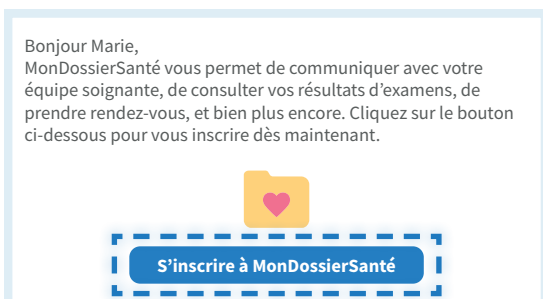 Bonjour Marie,
MonDossierSanté vous permet de communiquer avec votre
équipe soignante, de consulter vos résultats d’examens, de
prendre rendez-vous, et bien plus encore. Cliquez sur le bouton
ci-dessous pour vous inscrire dès maintenant.
S’inscrire à MonDossierSanté